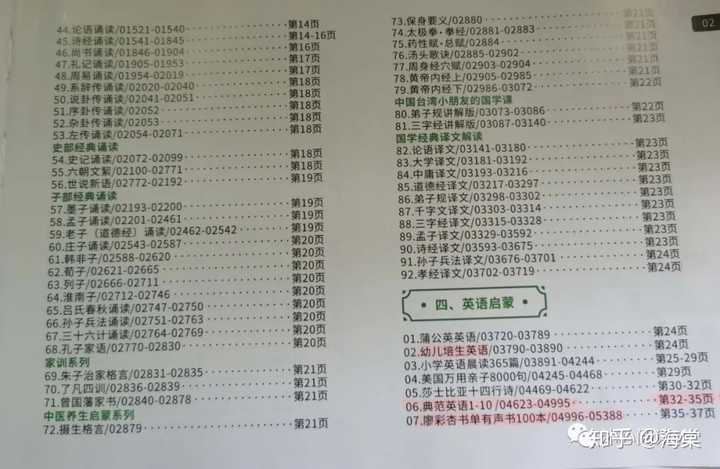 44.论语诵读/01521-01540 第14页
45.诗经诵读/01541-01845 第14-16页
46.尚书诵读/01846-01904 第16页
47.礼记诵读/01905-01953 第17页
48.周易诵读/01954-02019 第17页
49.系辞传诵读/02020-02040 第18页
50.说卦传诵读/02041-02051 第18页
51.序卦传诵读/02052 第18页
52.杂卦传诵读/02053 第18页
53.左传诵读/02054-02071 第18页
史部经典诵读
54.史记诵读/02072-02099 第18页
55.六朝文絜/02100-02771 第18页
56.世说新语/02772-02192 第19页
子部经典诵读
57.墨子诵读/02193-02200 第19页
58.孟子诵读/02201-02461 第19页
59.老子〔道德经〕诵读/02462-02542 第19页
60.庄子诵读/02543-02587 第20页
61.韩非子/02588-02620 第20页
62.荀子/02621-02665 第20页
63.列子/02666-02711 第20页
64.淮南子/02712-02746 第20页
65.吕氏春秋诵读/02747-02750 第20页
66.孙子兵法诵读/02751-02763 第20页
67.三十六计诵读/02764-02769 第20页
68.孔子家语/02770-02830 第20页
家训系列
69.朱子治家格言/02831-02835 第21页
70.了凡四训/02836-02839 第21页
71.曾国藩家书/02840-02878 第21页
中医养生启蒙系列
72.摄生格言/02879 第21页
73.保身要义/02880 第21页
74.太极拳·拳经/02881-02883 第21页
75.药性赋·总赋/02884 第21页
76.汤头歌诀/02885-02902 第21页
77.周身经穴赋/02903-02904 第21页
78.黄帝内经上/02905-02985 第21页
79.黄帝内经下/02986-03072 第21页
中国台湾小朋友的国学课
80.弟子规讲解版/03073-03086 第22页
81.三字经讲解版/03087-03140 第23页
国学经典译文解读
82.论语译文/03141-03180 第23页
83.大学译文/03181-03192 第23页
84.中庸译文/03193-03216 第23页
85.道德经译文/03217-03297 第23页
86.弟子规译文/03298-03302 第23页
87.千字文译文/03303-03314 第23页
88.三字经译文/03315-03328 第23页
89.孟子译文/03329-03592 第23页
90.诗经译文/03593-03675 第23页
91.孙子兵法译文/03676-03701 第24页
92.孝经译文/03702-03719 第24页
四、英语启蒙
01.蒲公英英语/03720-03789 第24页
02.幼儿培生英语/03790-03890 第24页
03.小学英语晨读365篇/03891-04244 第25-29页
04.美国万用亲子8000句/04245-04468 第29页
05.莎士比亚十四行诗/04469-04622 第30页
06.典范英语1-10/04623-04995 第32-35页
07.廖彩杏书单有声书100本/04996-05388 第35-37页
02
知乎 @海棠